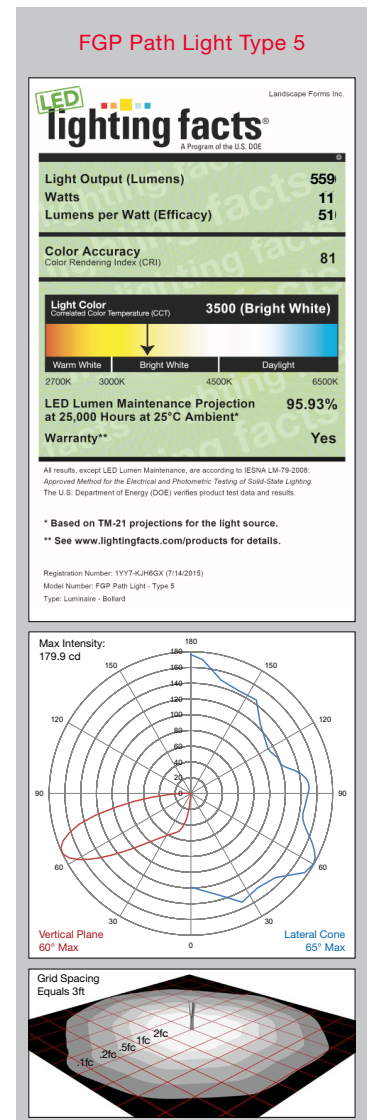 FGP Path Light Type 5
Landscape Forms Inc.
LED
lighting facts®
A Program of the U.S. DOE
Light Output (Lumens) 559
Watts 11
Lumens per Watt (Efficacy) 51
Color Accuracy
Color Rendering Index (CRI) 81
Light Color
Correlated Color Temperature (CCT) 3500 (Bright White)
Warm White Bright White Daylight
2700K 3000K 4500K 6500K
LED Lumen Maintenance Projection
at 25,000 Hours at 25°C Ambient* 95.93%
Warranty** Yes
All results, except LED Lumen Maintenance, are according to IESNA LM-79-2008:
Approved Method for the Electrical and Photometric Testing of Solid-State Lighting.
The U.S. Department of Energy (DOE) verifies product test data and results.
* Based on TM-21 projections for the light source.
** See www.lightingfacts.com/products for details.
Registration Number: 1YY7-KJH6GX (7/14/2015)
Model Number: FGP Path Light - Type 5
Type: Luminaire - Bollard
Max Intensity:
179.9 cd
180
180
150 150
160
140
120
120 120
100
80
60
40
20
90 0 90
60 60
30 30
0
Vertical Plane
60° Max
Lateral Cone
65° Max
Grid Spacing
Equals 3ft
2fc
1fc
.5fc
.2fc
.1fc